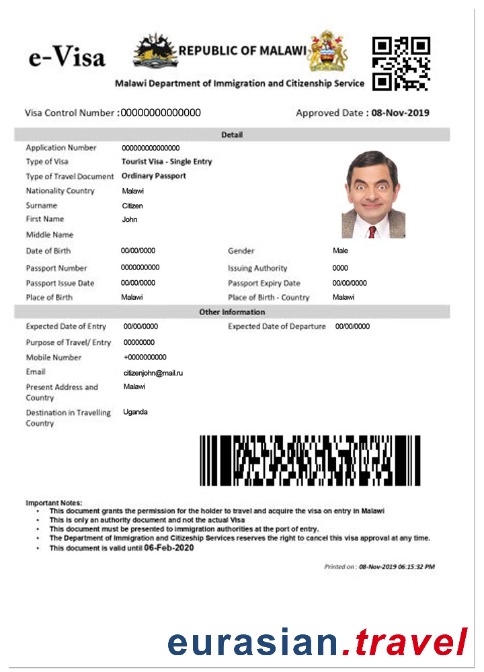 e-Visa
REPUBLIC OF MALAWI
Malawi Department of Immigration and Citizenship Service
Visa Control Number :00000000000000 Approved Date : 08-Nov-2019
Detail
Application Number 00000000000000
Type of Visa Tourist Visa - Single Entry
Type of Travel Document Ordinary Passport
Nationality Country Malawi
Surname Citizen
First Name John
Middle Name
Date of Birth 00/00/0000 Gender Male
Passport Number 0000000000 Issuing Authority 0000
Passport Issue Date 00/00/0000 Passport Expiry Date 00/00/0000
Place of Birth Malawi Place of Birth - Country Malawi
Other Information
Expected Date of Entry 00/00/0000 Expected Date of Departure 00/00/0000
Purpose of Travel/ Entry 00000000
Mobile Number +0000000000
Email citizenjohn@mail.ru
Present Address and Malawi
Country
Destination in Travelling Uganda
Country
Important Notes:
• This document grants the permission for the holder to travel and acquire the visa on entry in Malawi
• This is only an authority document and not the actual Visa
• This document must be presented to immigration authorities at the port of entry.
• The Department of Immigration and Citizeship Services reserves the right to cancel this visa approval at any time.
• This document is valid until 06-Feb-2020
Printed on : 08-Nov-2019 06:15:32 PM
eurasian.travel